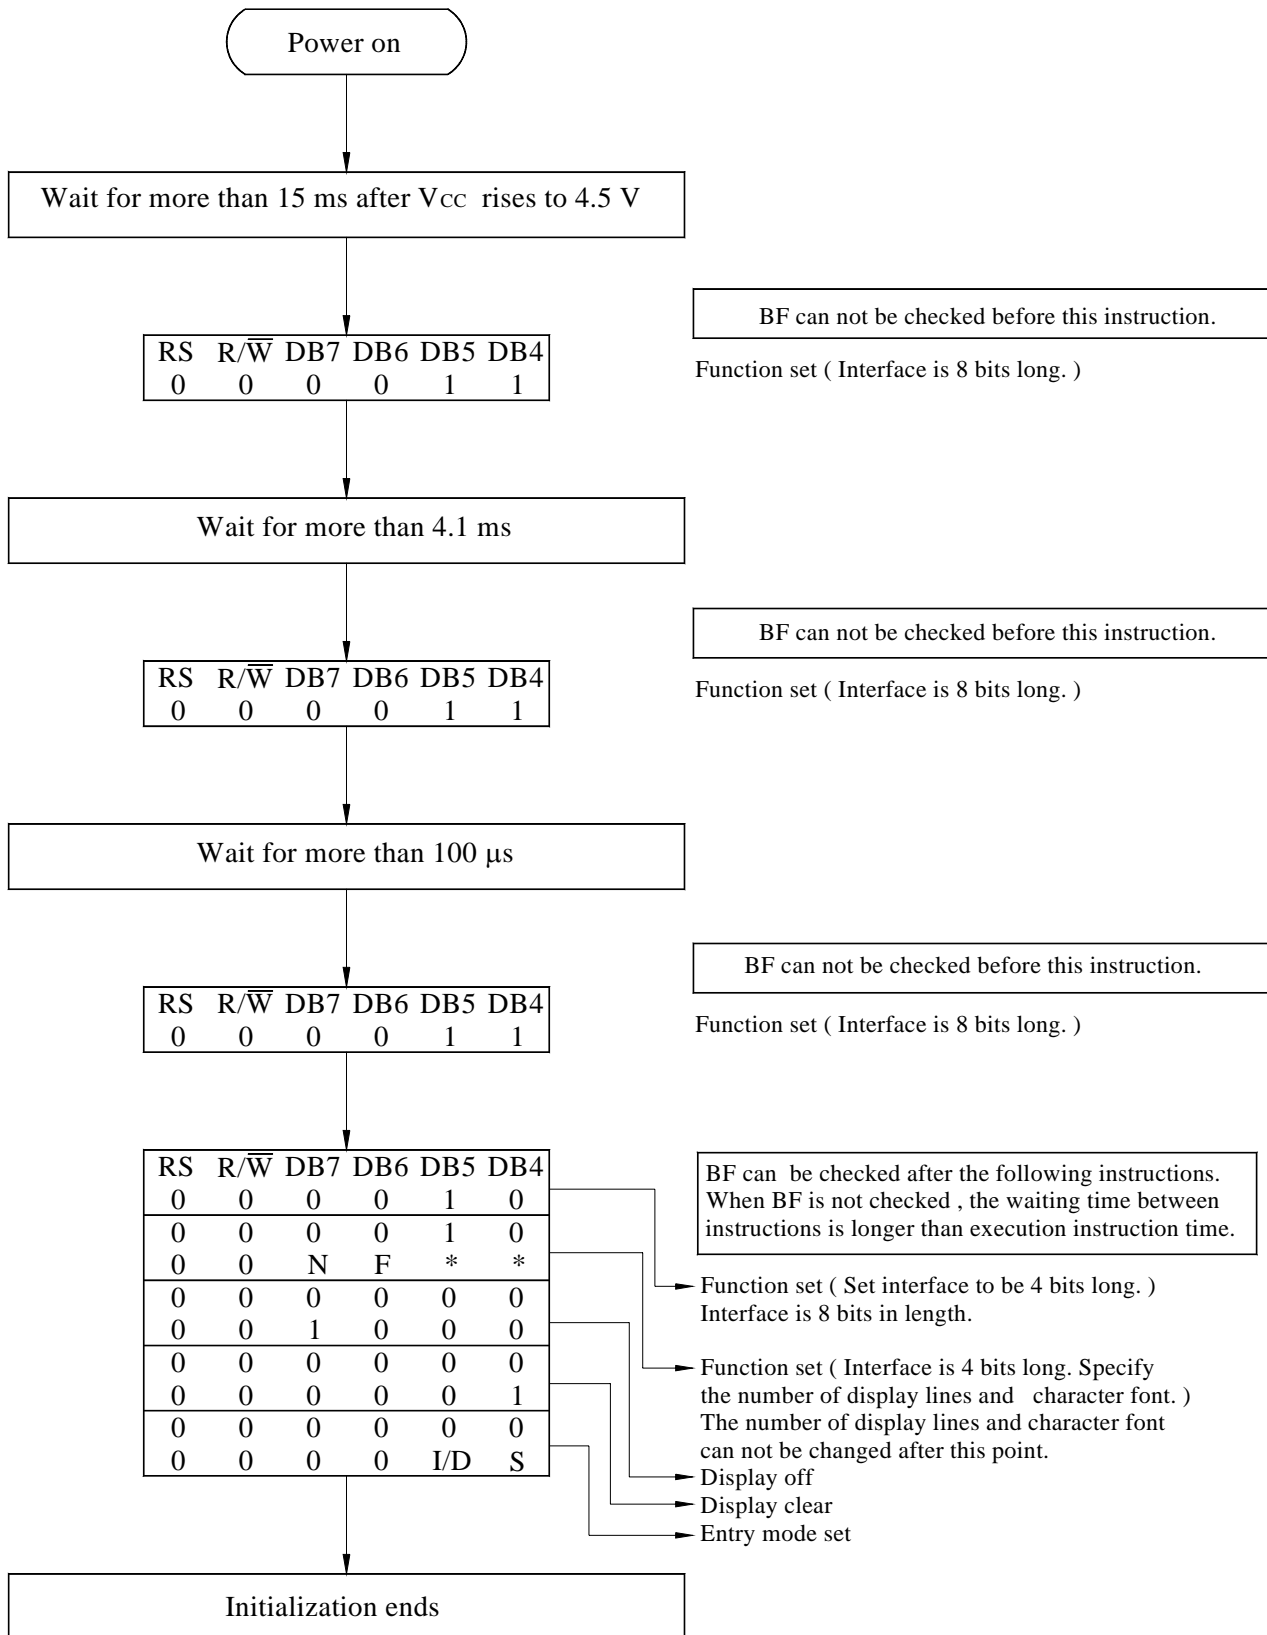 Power on
Wait for more than 15 ms after VCC rises to 4.5 V
BF can not be checked before this instruction.
RS R/W̅ DB7 DB6 DB5 DB4
0 0 0 0 1 1
Function set ( Interface is 8 bits long. )
Wait for more than 4.1 ms
BF can not be checked before this instruction.
RS R/W̅ DB7 DB6 DB5 DB4
0 0 0 0 1 1
Function set ( Interface is 8 bits long. )
Wait for more than 100 μs
BF can not be checked before this instruction.
RS R/W̅ DB7 DB6 DB5 DB4
0 0 0 0 1 1
Function set ( Interface is 8 bits long. )
RS R/W̅ DB7 DB6 DB5 DB4
0 0 0 0 1 0
0 0 0 0 1 0
0 0 N F * *
0 0 0 0 0 0
0 0 1 0 0 0
0 0 0 0 0 0
0 0 0 0 0 1
0 0 0 0 0 0
0 0 0 0 I/D S
BF can be checked after the following instructions.
When BF is not checked , the waiting time between
instructions is longer than execution instruction time.
Function set ( Set interface to be 4 bits long. )
Interface is 8 bits in length.
Function set ( Interface is 4 bits long. Specify
the number of display lines and character font. )
The number of display lines and character font
can not be changed after this point.
Display off
Display clear
Entry mode set
Initialization ends